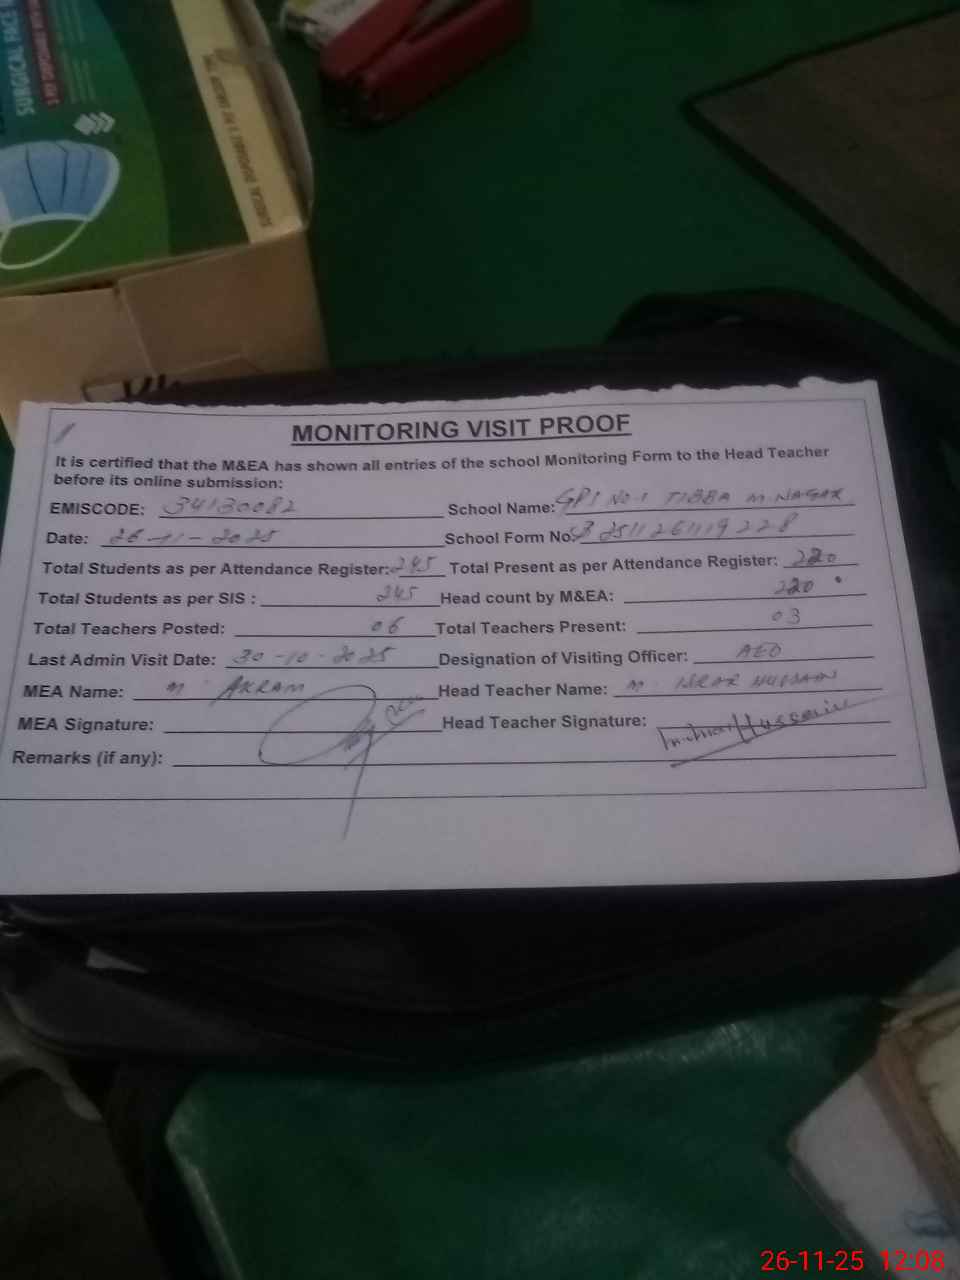 SURGICAL FACE
3 PLY DISPOSABLE
MONITORING VISIT PROOF
It is certified that the M&EA has shown all entries of the school Monitoring Form to the Head Teacher
before its online submission:
EMISCODE: 34130082 School Name: GPS No-1 TIBBA M.NAGAR
Date: 26-11-2025 School Form No: 2511261119228
Total Students as per Attendance Register: 245 Total Present as per Attendance Register: 220
Total Students as per SIS : 245 Head count by M&EA: 220
Total Teachers Posted: 06 Total Teachers Present: 03
Last Admin Visit Date: 30-10-2025 Designation of Visiting Officer: AEO
MEA Name: M. AKRAM Head Teacher Name: M. ISRAR HUSSAIN
MEA Signature: Head Teacher Signature:
Remarks (if any):
26-11-25 12:08